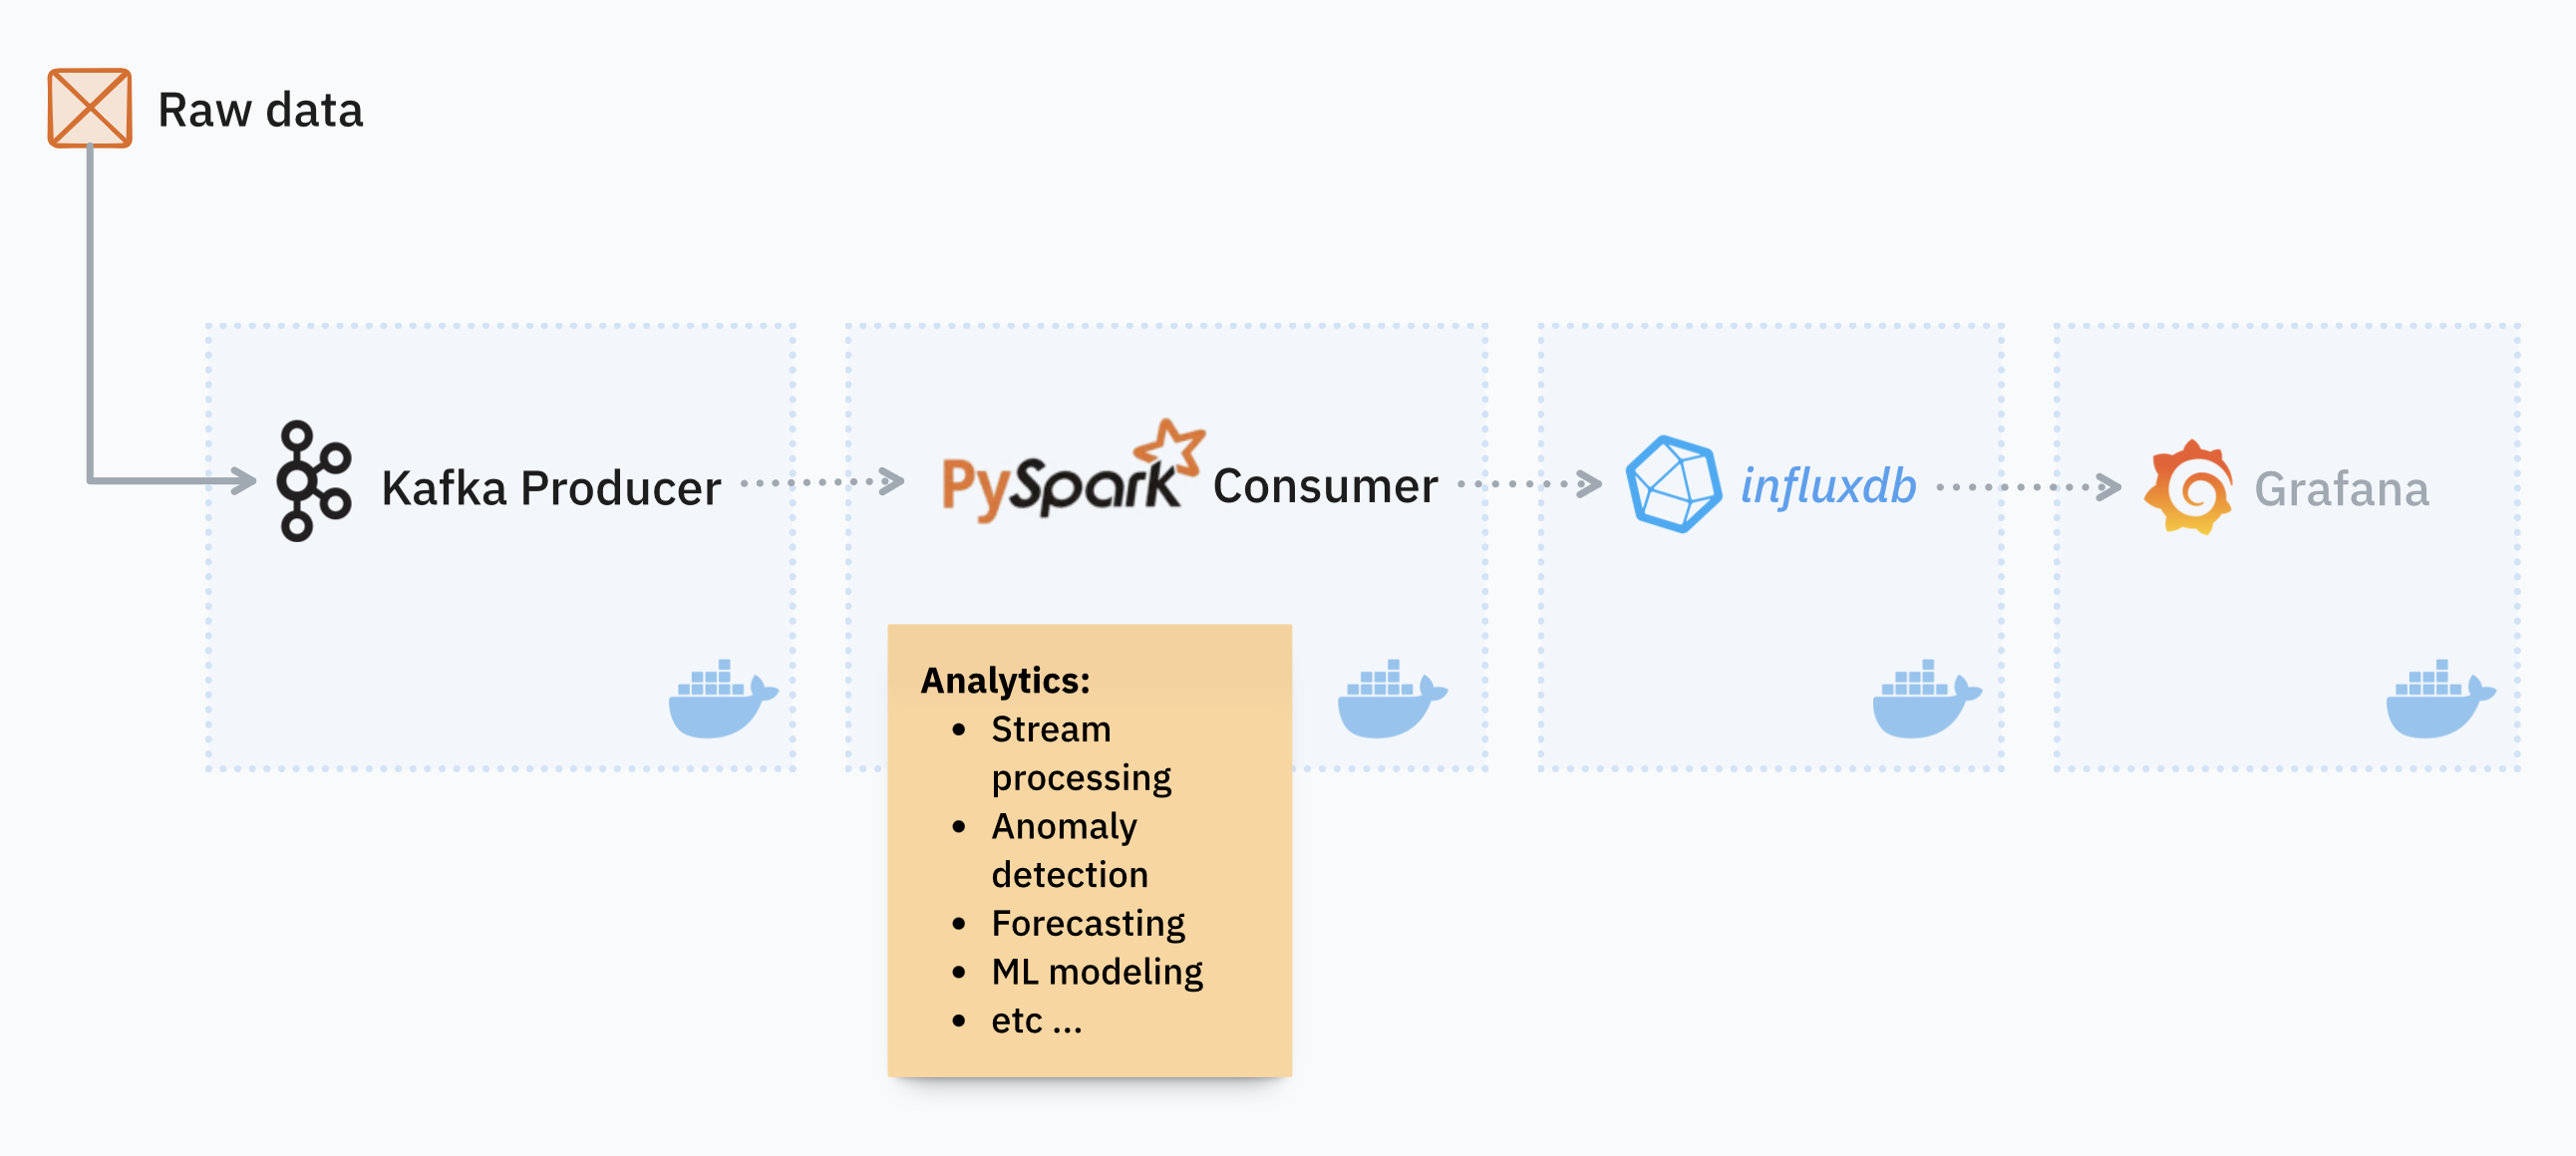 Raw data
Kafka Producer
PySpark Consumer
influxdb
Grafana
Analytics:
• Stream
processing
• Anomaly
detection
• Forecasting
• ML modeling
• etc ...